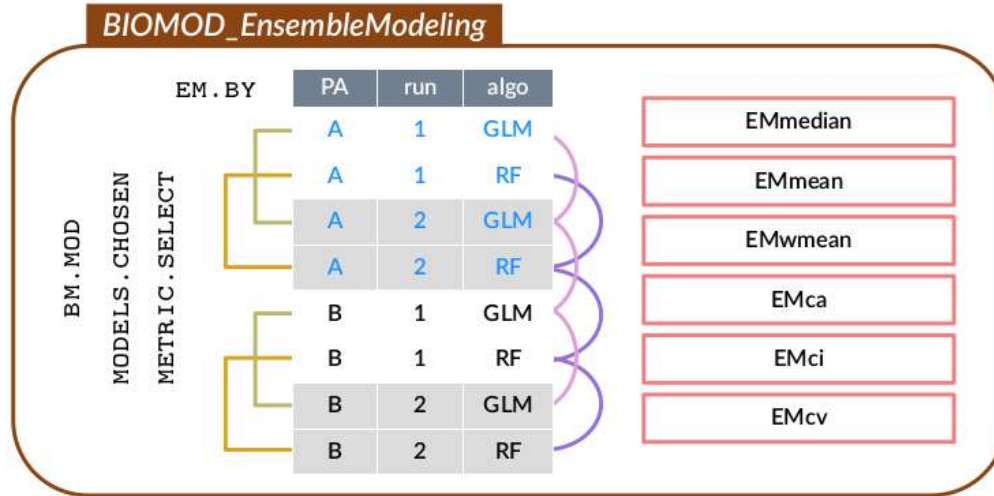 BIOMOD_EnsembleModeling
EM.BY
PA run algo
A 1 GLM
A 1 RF
A 2 GLM
A 2 RF
B 1 GLM
B 1 RF
B 2 GLM
B 2 RF
BM.MOD
MODELS.CHOSEN
METRIC.SELECT
EMmedian
EMmean
EMwmean
EMca
EMci
EMcv